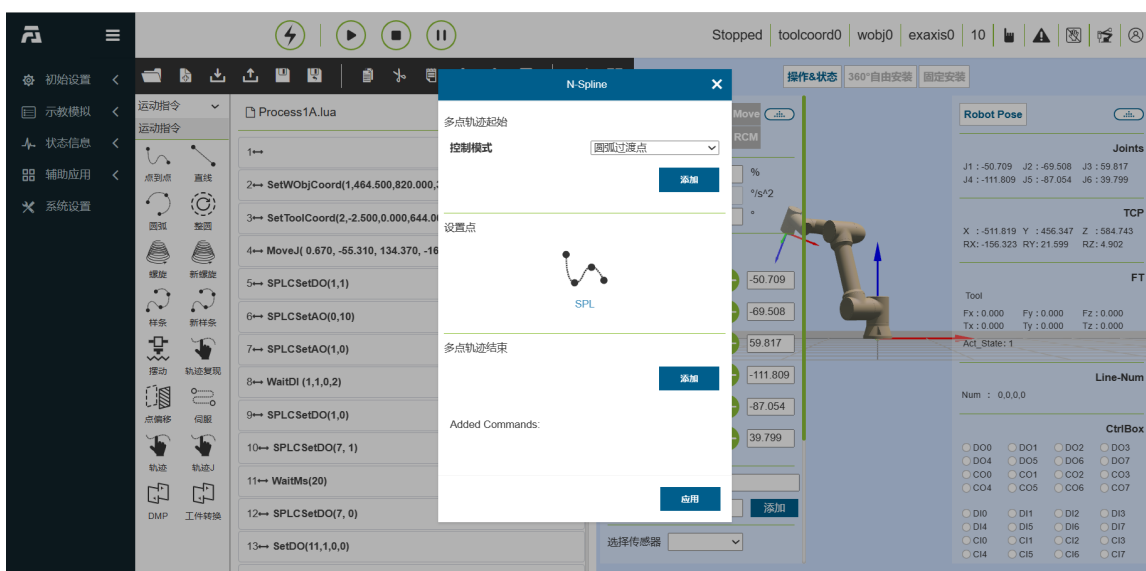 Stopped toolcoord0 wobj0 exaxis0 10
初始设置
示教模拟
状态信息
辅助应用
系统设置
运动指令
运动指令
点到点 直线
圆弧 整圆
螺旋 新螺旋
样条 新样条
摆动 轨迹复现
点偏移 伺服
轨迹 轨迹J
DMP 工件转换
Process1A.lua
1
2 SetWObjCoord(1,464.500,820.000,
3 SetToolCoord(2,-2.500,0.000,644.0
4 MoveJ( 0.670, -55.310, 134.370, -16
5 SPLCSetDO(1,1)
6 SPLCSetAO(0,10)
7 SPLCSetAO(1,0)
8 WaitDI (1,1,0,2)
9 SPLCSetDO(1,0)
10 SPLCSetDO(7, 1)
11 WaitMs(20)
12 SPLCSetDO(7, 0)
13 SetDO(11,1,0,0)
N-Spline
多点轨迹起始
控制模式 圆弧过渡点
添加
设置点
SPL
多点轨迹结束
添加
Added Commands:
应用
操作&状态 360°自由安装 固定安装
Move
RCM
%
°/s^2
°
-50.709
-69.508
59.817
-111.809
-87.054
39.799
添加
选择传感器
Robot Pose
Joints
J1 : -50.709 J2 : -69.508 J3 : 59.817
J4 : -111.809 J5 : -87.054 J6 : 39.799
TCP
X : -511.819 Y : 456.347 Z : 584.743
RX: -156.323 RY: 21.599 RZ: 4.902
FT
Tool
Fx : 0.000 Fy : 0.000 Fz : 0.000
Tx : 0.000 Ty : 0.000 Tz : 0.000
Act_State: 1
Line-Num
Num : 0,0,0,0
CtrlBox
DO0 DO1 DO2 DO3
DO4 DO5 DO6 DO7
CO0 CO1 CO2 CO3
CO4 CO5 CO6 CO7
DI0 DI1 DI2 DI3
DI4 DI5 DI6 DI7
CI0 CI1 CI2 CI3
CI4 CI5 CI6 CI7